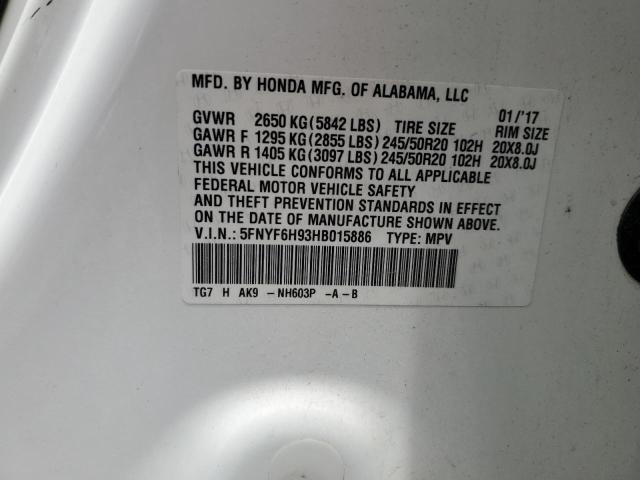 MFD. BY HONDA MFG. OF ALABAMA, LLC
01/'17
GVWR 2650 KG(5842 LBS) TIRE SIZE RIM SIZE
GAWR F 1295 KG(2855 LBS)245/50R20 102H 20X8.0J
GAWR R 1405 KG(3097 LBS)245/50R20 102H 20X8.0J
THIS VEHICLE CONFORMS TO ALL APPLICABLE
FEDERAL MOTOR VEHICLE SAFETY
AND THEFT PREVENTION STANDARDS IN EFFECT
ON THE DATE OF MANUFACTURE SHOWN ABOVE.
V.I.N.: 5FNYF6H93HB015886 TYPE: MPV
TG7 H AK9 -NH603P -A-B